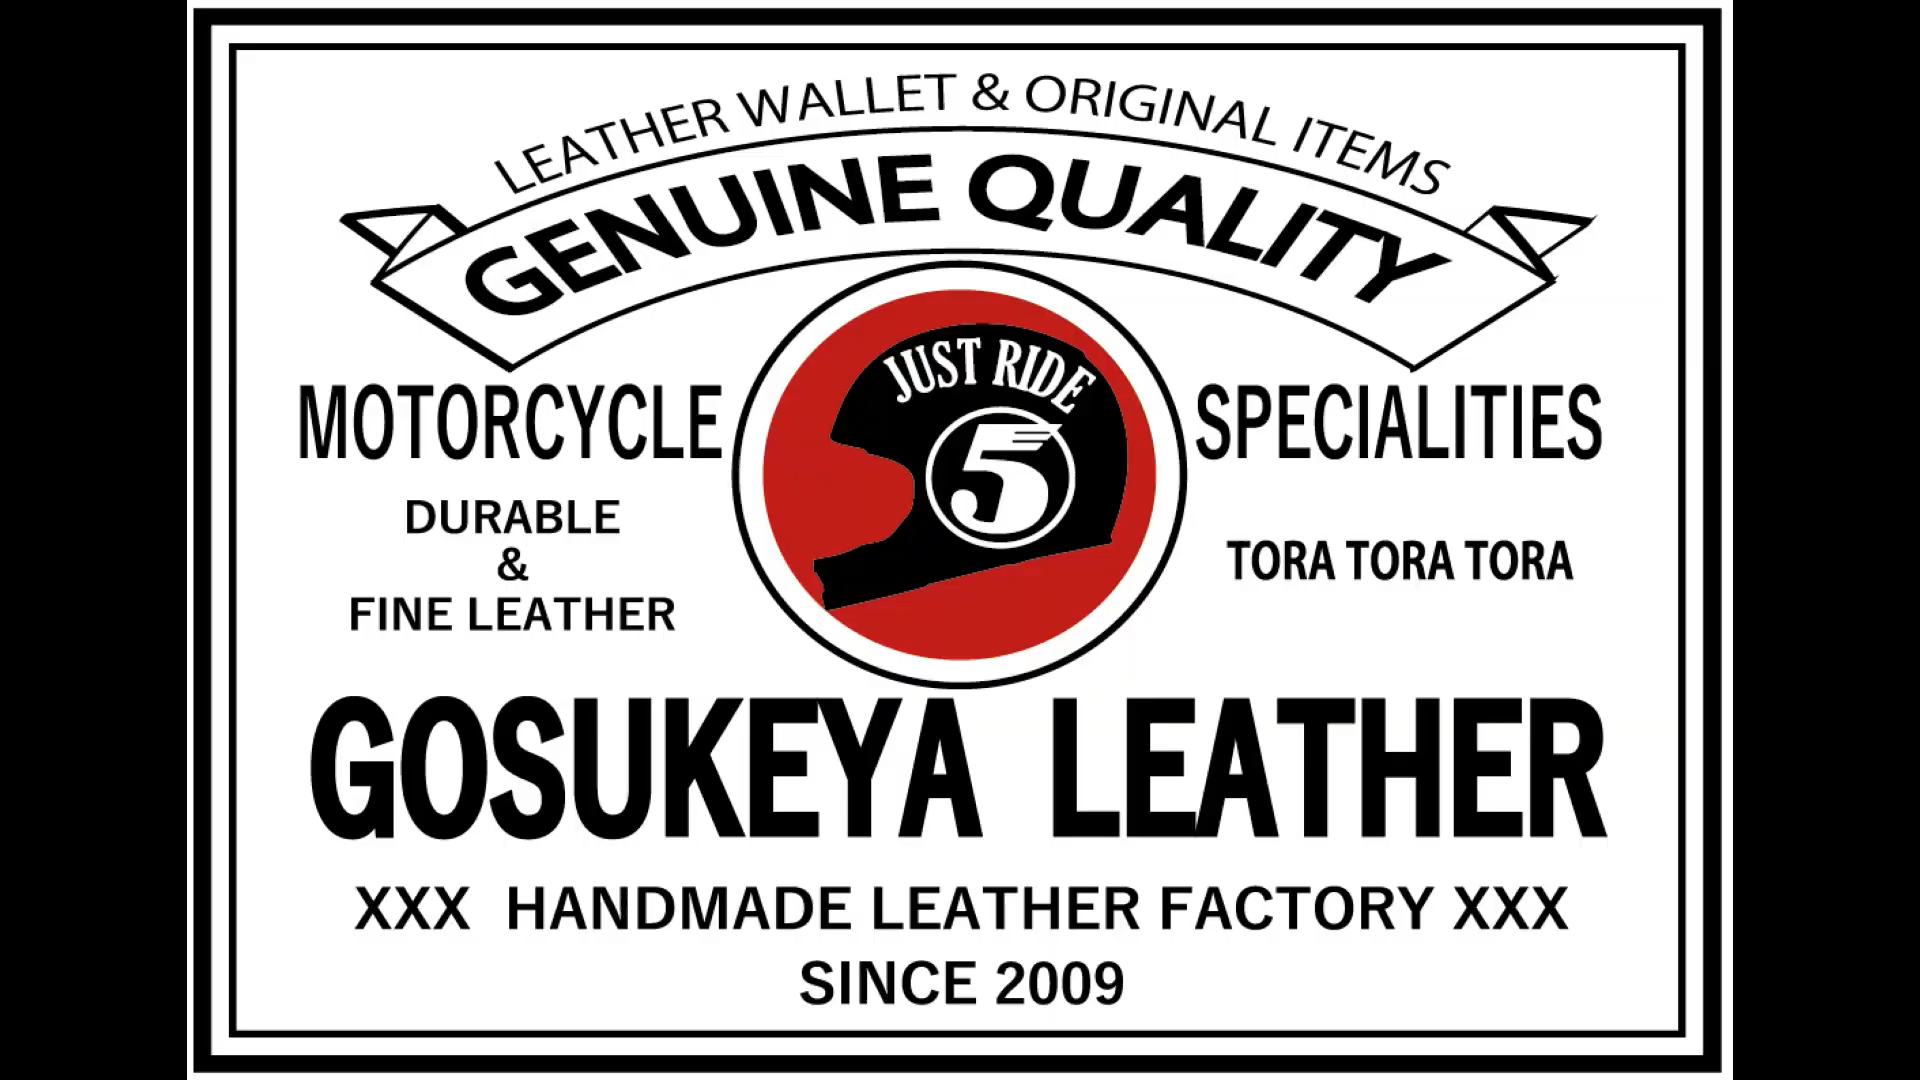 LEATHER WALLET & ORIGINAL ITEMS
GENUINE QUALITY
JUST RIDE
5
MOTORCYCLE
SPECIALITIES
DURABLE
&
FINE LEATHER
TORA TORA TORA
GOSUKEYA LEATHER
XXX HANDMADE LEATHER FACTORY XXX
SINCE 2009